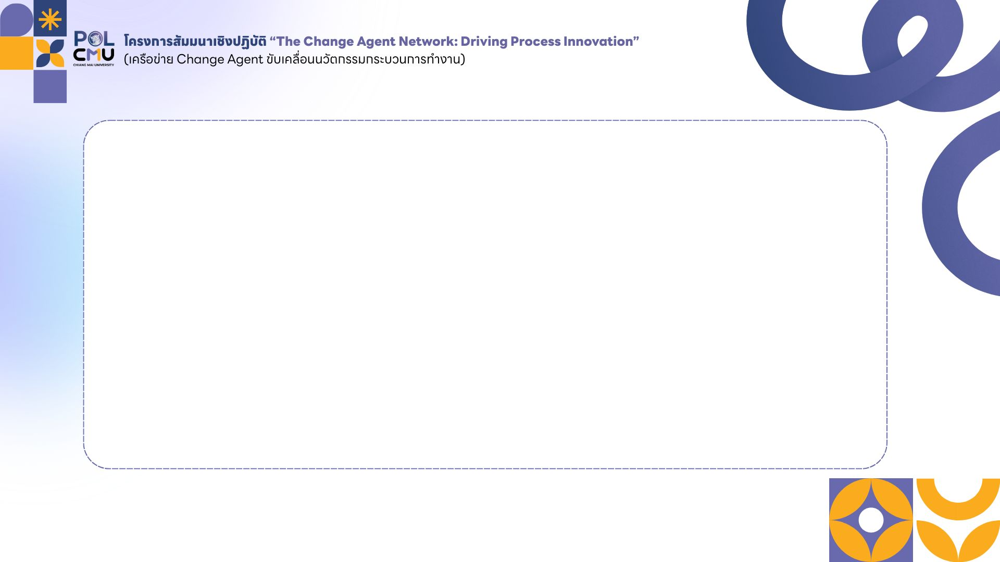 POL
CMU
CHIANG MAI UNIVERSITY
โครงการสัมมนาเชิงปฏิบัติ “The Change Agent Network: Driving Process Innovation”
(เครือข่าย Change Agent ขับเคลื่อนนวัตกรรมกระบวนการทำงาน)